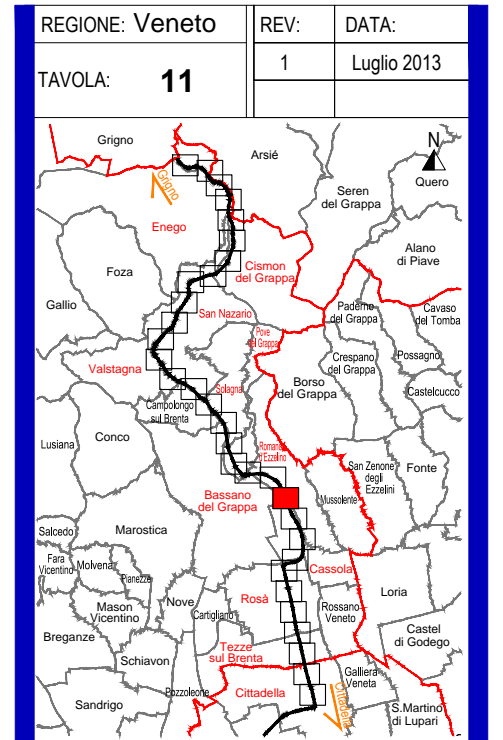 REGIONE: Veneto
REV:
DATA:
TAVOLA: 11
1
Luglio 2013
Grigno
Arsié
N
Quero
Grigno
Seren
del Grappa
Enego
Alano
di Piave
Foza
Cismon
del Grappa
Gallio
San Nazario
Paderno
del Grappa
Cavaso
del Tomba
Pove
del Grappa
Crespano
del Grappa
Possagno
Valstagna
Solagna
Borso
del Grappa
Castelcucco
Campolongo
sul Brenta
Lusiana
Conco
Romano
d'Ezzelino
San Zenone
degli
Ezzelini
Fonte
Bassano
del Grappa
Mussolente
Salcedo
Marostica
Fara
Vicentino
Molvena
Pianezze
Cassola
Loria
Mason
Vicentino
Nove
Rosà
Rossano
Veneto
Cartigliano
Breganze
Castel
di Godego
Schiavon
Tezze
sul Brenta
Galliera
Veneta
Pozzoleone
Cittadella
Cittadella
Sandrigo
S.Martino
di Lupari